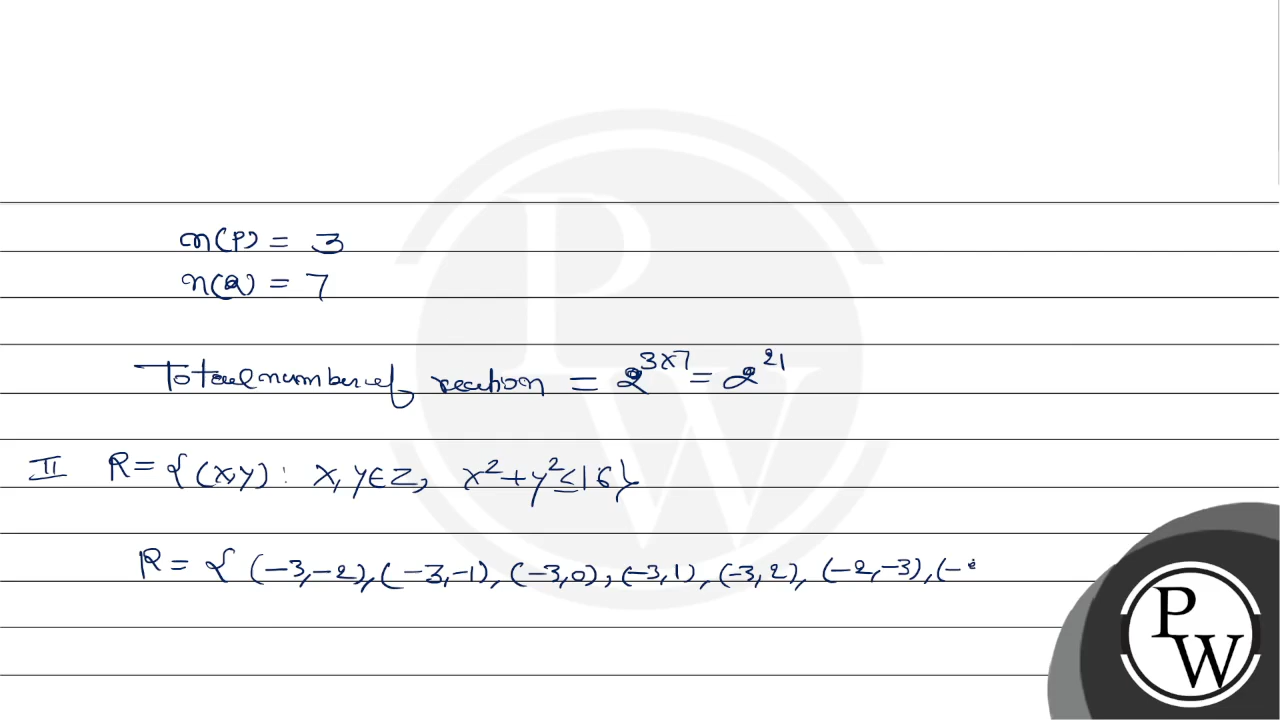 n(P) = 3
n(Q) = 7
Total number of reaction = 2^{3×7} = 2^{21}
II R = {(x,y) : x, y ∈ Z, x² + y² ≤ 16}
R = { (-3,-2), (-3,-1), (-3,0), (-3,1), (-3,2), (-2,-3), (-
P
W
P
W